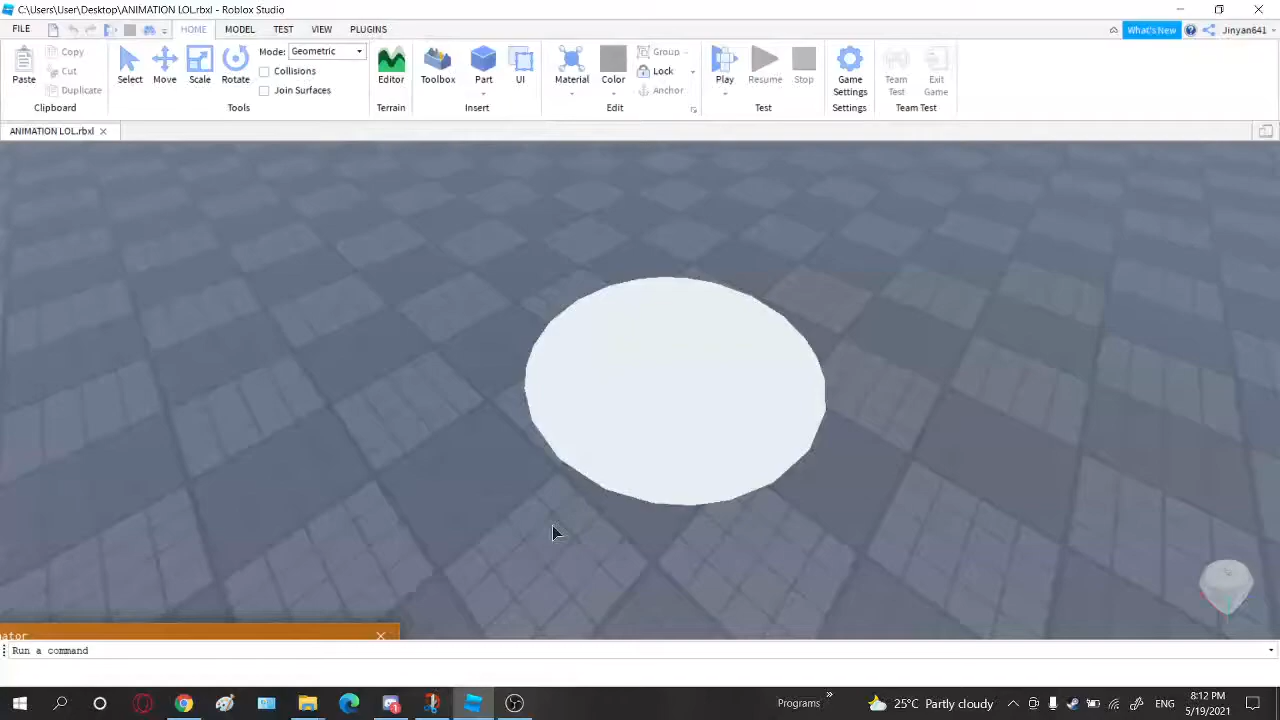 C:\Users\User\Desktop\ANIMATION LOL.rbxl - Roblox Studio
FILE HOME MODEL TEST VIEW PLUGINS What's New Jinyan641
Paste Copy Cut Duplicate Clipboard
Select Move Scale Rotate Mode: Geometric Collisions Join Surfaces Tools
Editor Terrain
Toolbox Part UI Insert
Material Color Group Lock Anchor Edit
Play Resume Stop Test
Game Settings Settings
Team Test Exit Game Team Test
ANIMATION LOL.rbxl
nator
Run a command
Programs 25°C Partly cloudy ENG 8:12 PM
5/19/2021